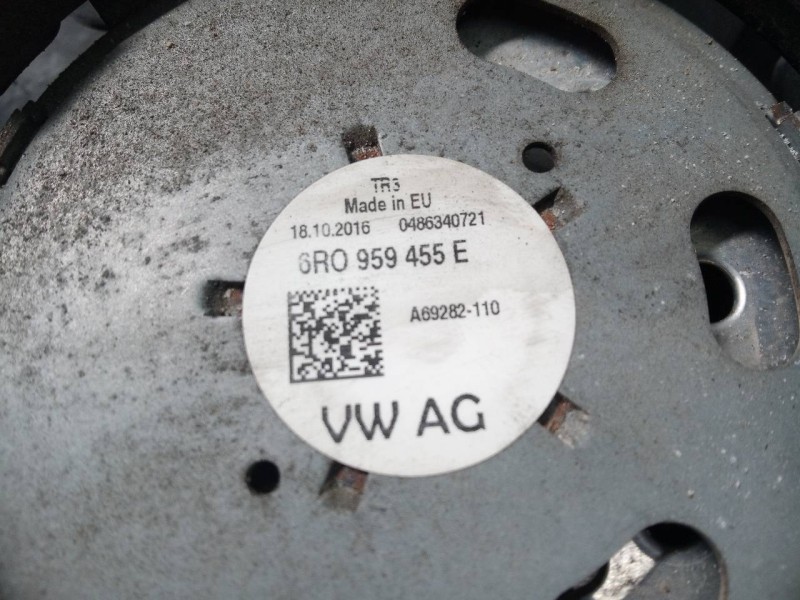 TR3
Made in EU
18.10.2016 0486340721
6R0 959 455 E
A69282-110
VW AG